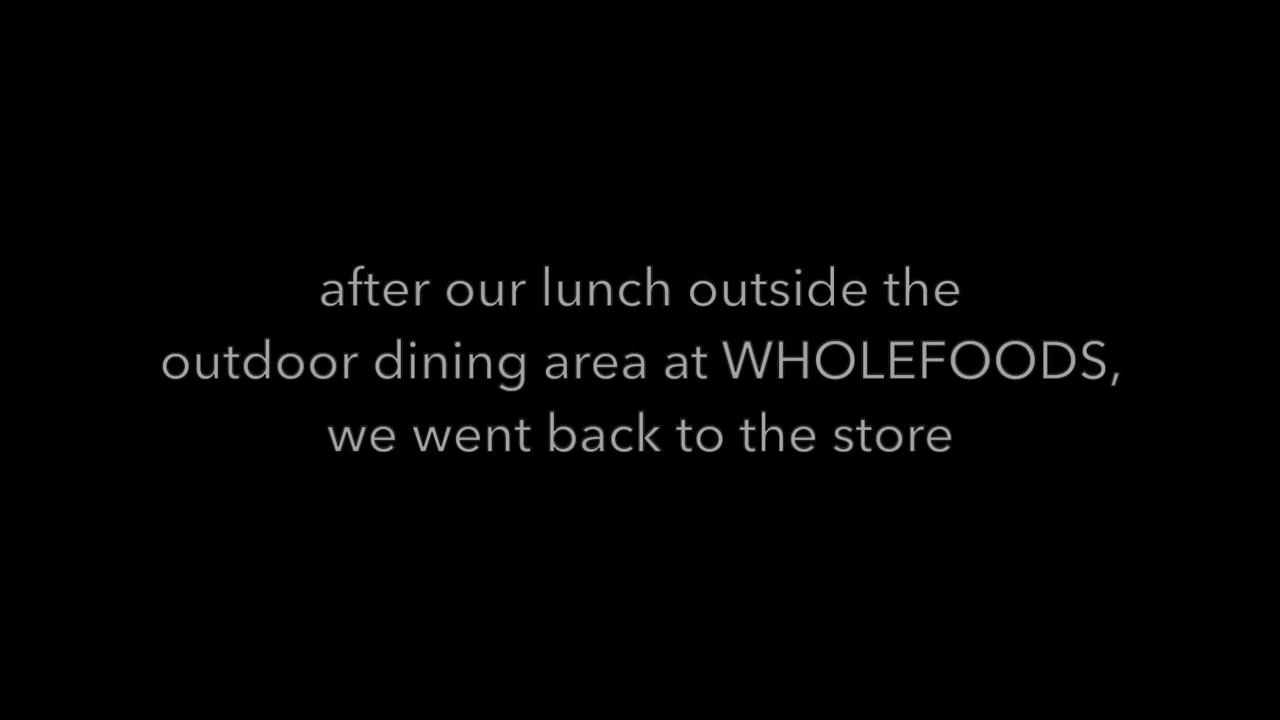 after our lunch outside the
outdoor dining area at WHOLEFOODS,
we went back to the store